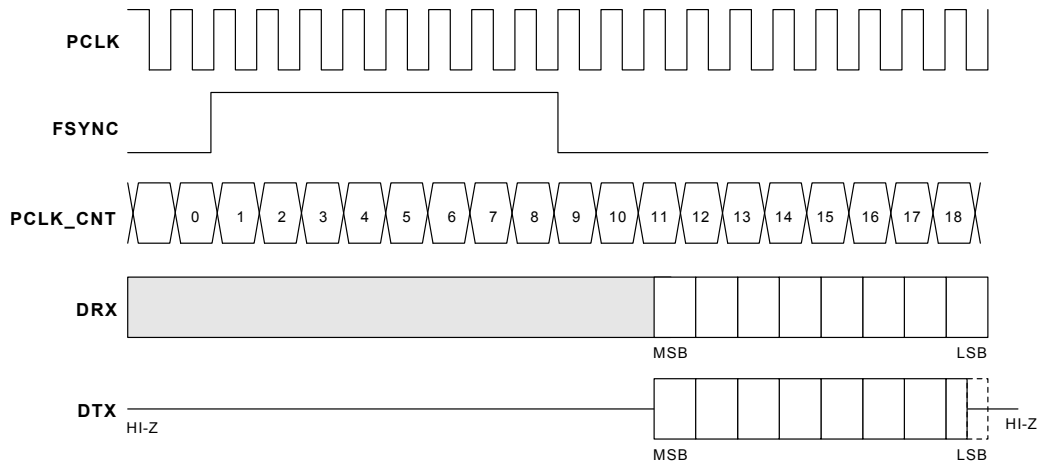 PCLK
FSYNC
PCLK_CNT 0 1 2 3 4 5 6 7 8 9 10 11 12 13 14 15 16 17 18
DRX
MSB LSB
DTX
HI-Z HI-Z
MSB LSB